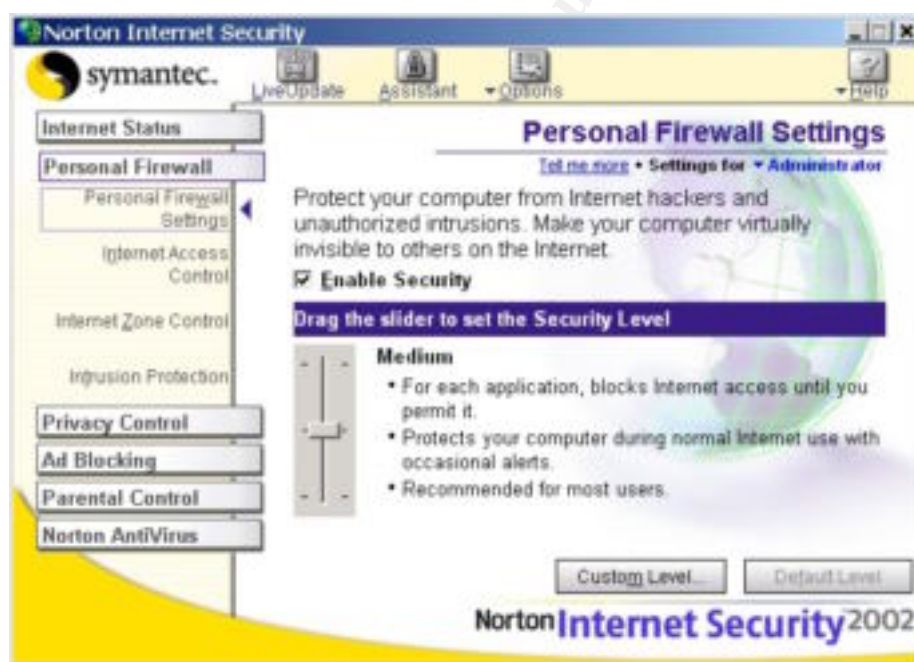 Norton Internet Security
symantec.
LiveUpdate
Assistant
Options
Help
Internet Status
Personal Firewall
Personal Firewall
Settings
Internet Access
Control
Internet Zone Control
Intrusion Protection
Privacy Control
Ad Blocking
Parental Control
Norton AntiVirus
Personal Firewall Settings
Tell me more • Settings for Administrator
Protect your computer from Internet hackers and
unauthorized intrusions. Make your computer virtually
invisible to others on the Internet.
Enable Security
Drag the slider to set the Security Level
Medium
• For each application, blocks Internet access until you
permit it.
• Protects your computer during normal Internet use with
occasional alerts.
• Recommended for most users.
Custom Level...
Default Level
Norton Internet Security 2002